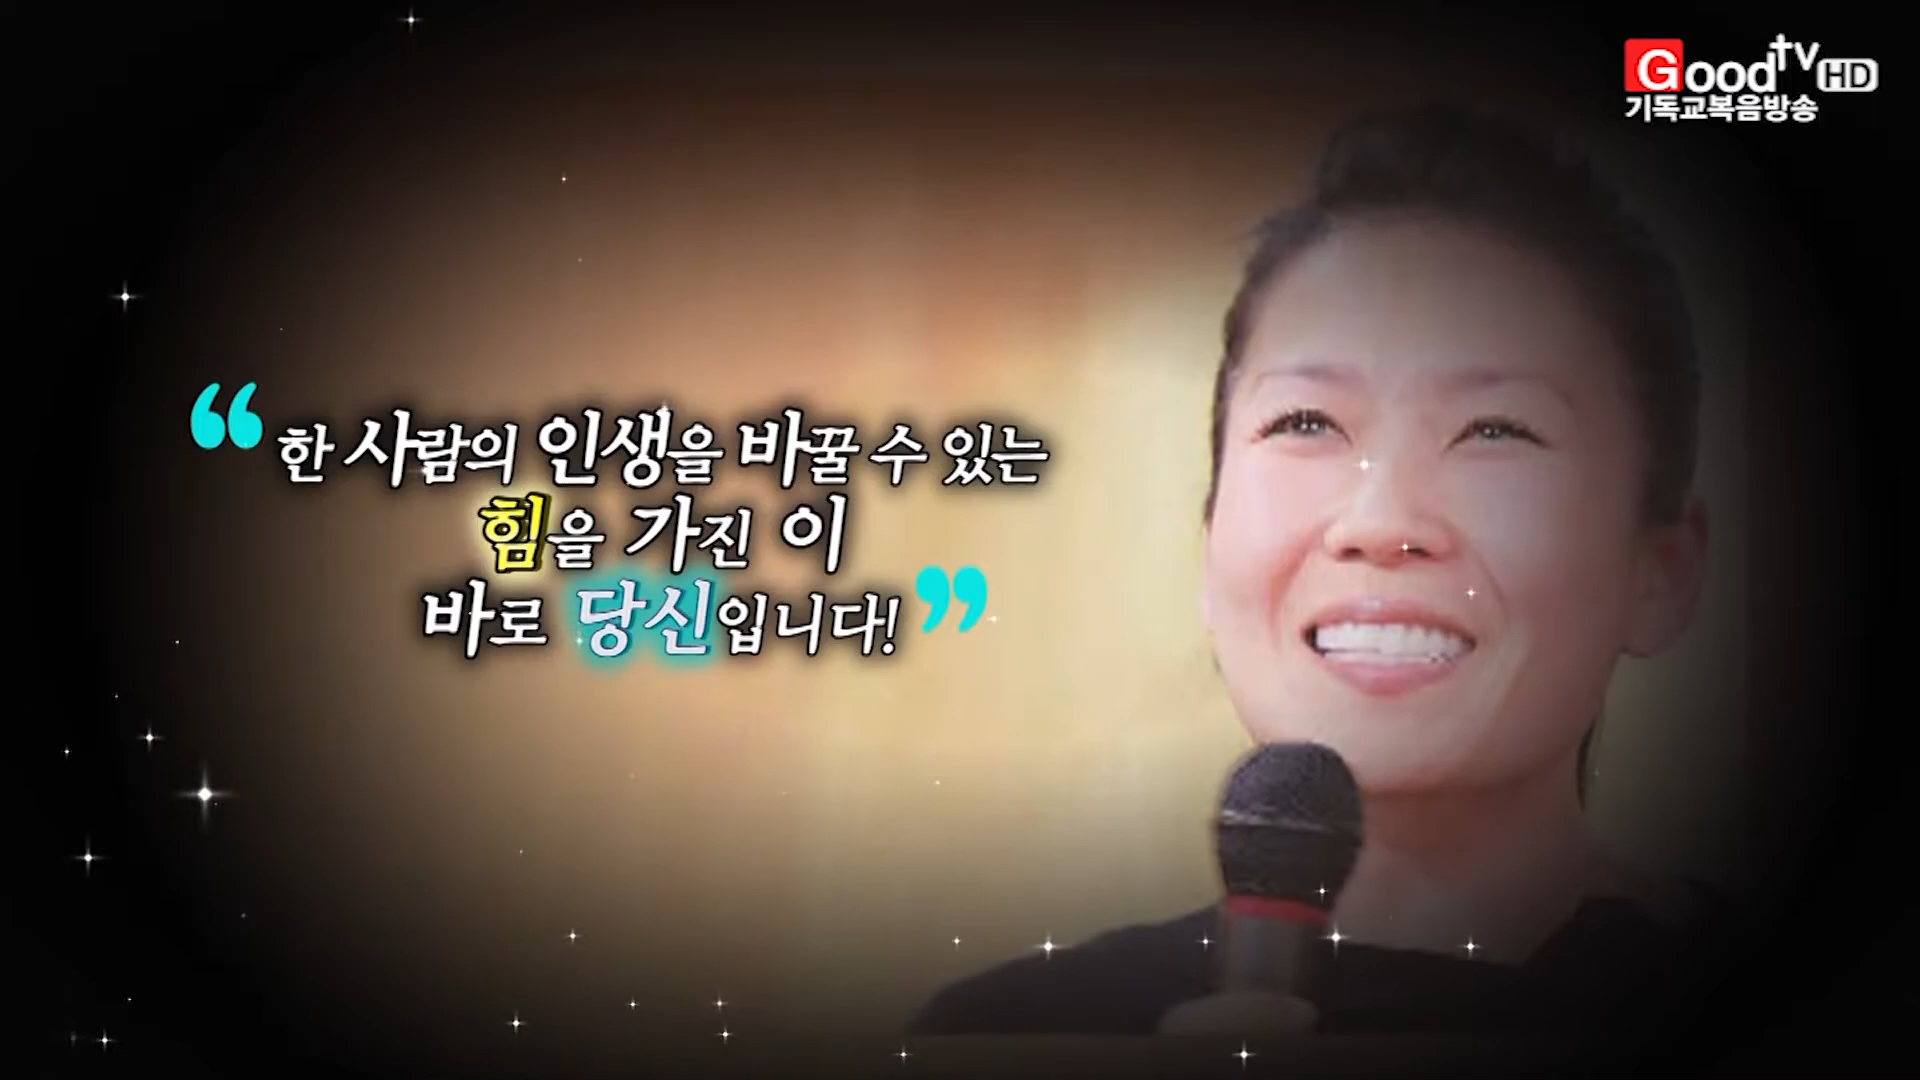 Good tv HD
기독교복음방송
“한 사람의 인생을 바꿀 수 있는
힘을 가진 이
바로 당신입니다!”